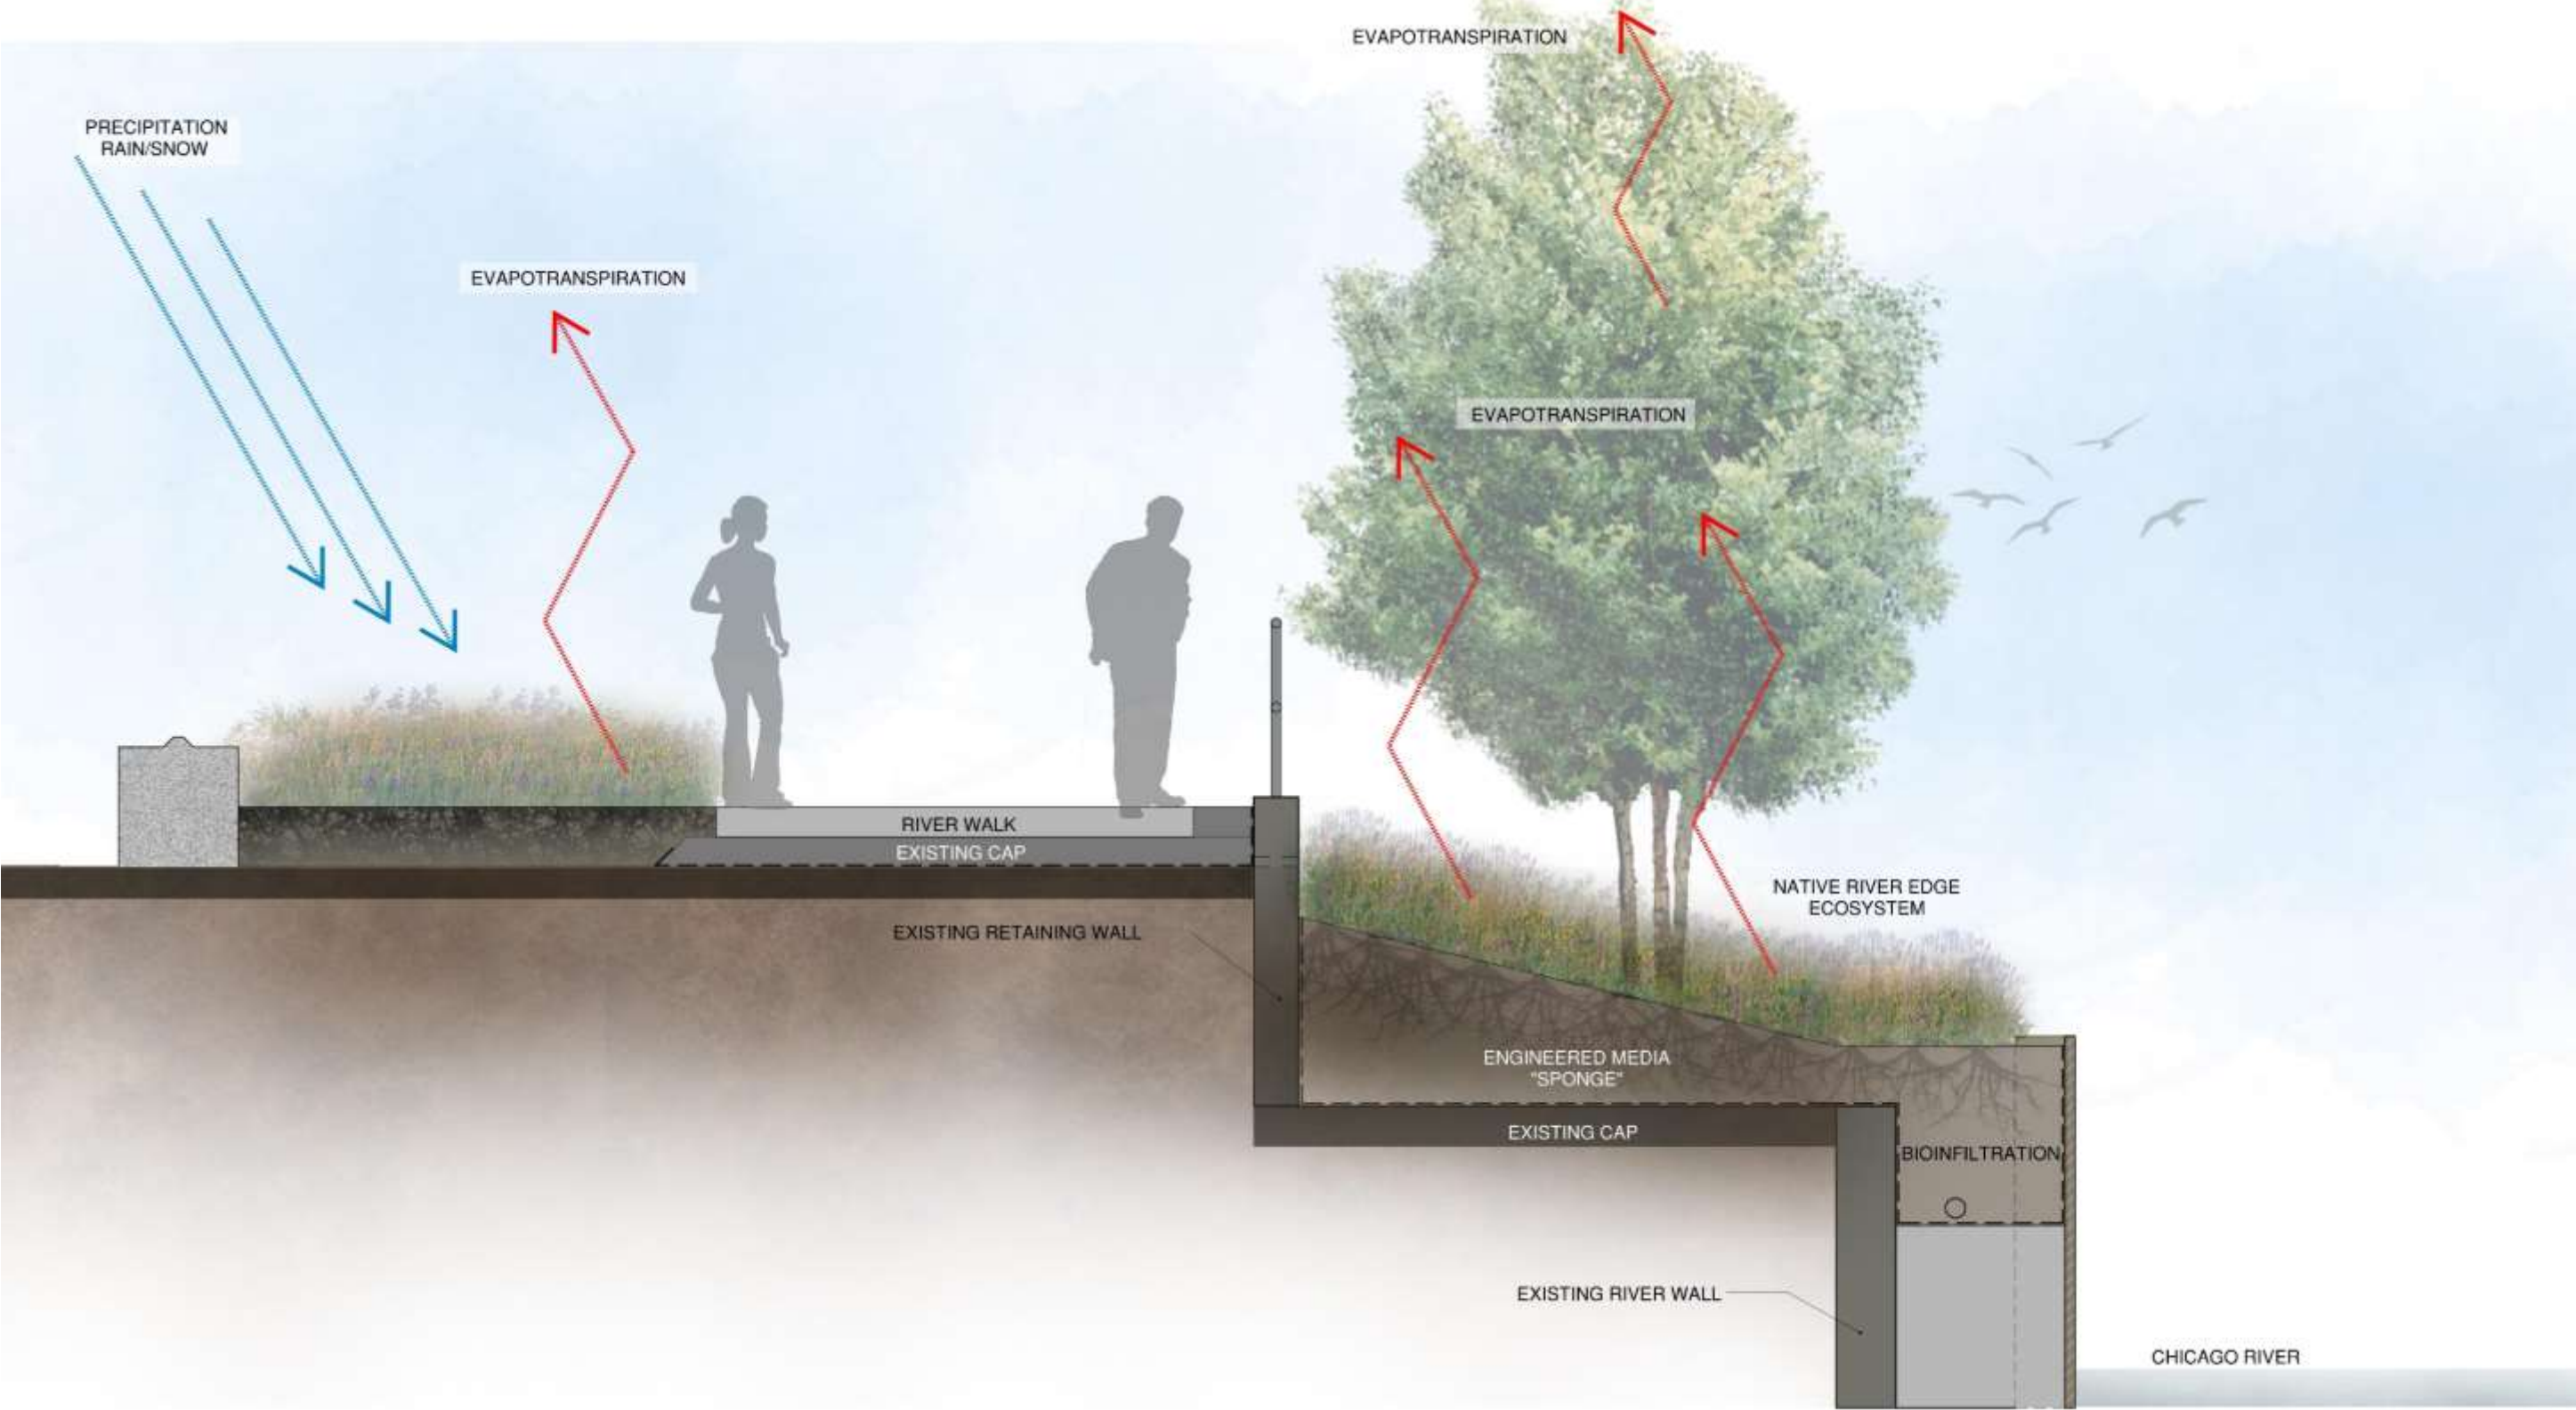 EVAPOTRANSPIRATION
PRECIPITATION
RAIN/SNOW
EVAPOTRANSPIRATION
EVAPOTRANSPIRATION
RIVER WALK
EXISTING CAP
NATIVE RIVER EDGE
ECOSYSTEM
EXISTING RETAINING WALL
ENGINEERED MEDIA
"SPONGE"
EXISTING CAP
BIOINFILTRATION
EXISTING RIVER WALL
CHICAGO RIVER